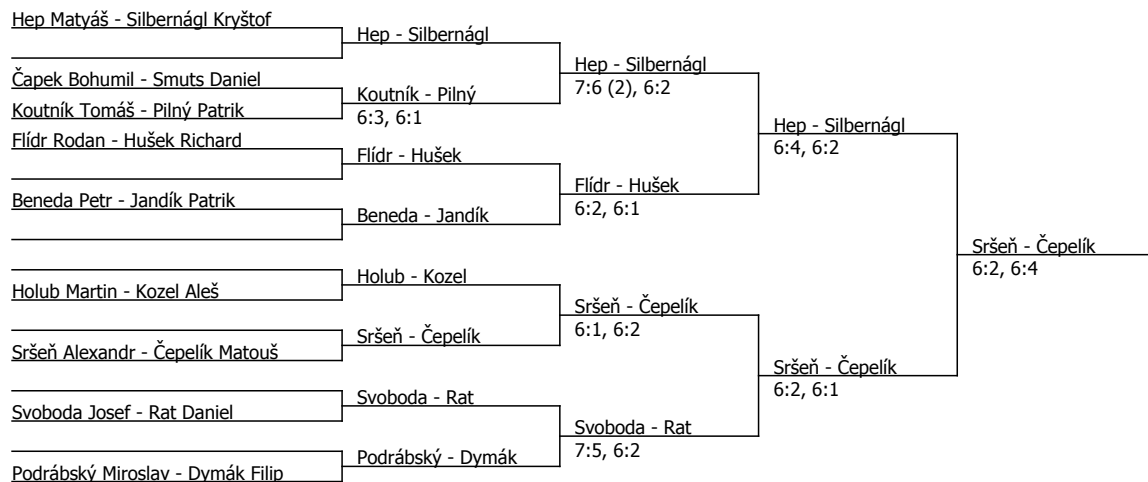 Hep Matyáš - Silbernágl Kryštof
Čapek Bohumil - Smuts Daniel
Koutník Tomáš - Pilný Patrik
Flídr Rodan - Hušek Richard
Beneda Petr - Jandík Patrik
Holub Martin - Kozel Aleš
Sršeň Alexandr - Čepelík Matouš
Svoboda Josef - Rat Daniel
Podrábský Miroslav - Dymák Filip
Hep - Silbernágl
Koutník - Pilný
6:3, 6:1
Flídr - Hušek
Beneda - Jandík
Holub - Kozel
Sršeň - Čepelík
Svoboda - Rat
Podrábský - Dymák
Hep - Silbernágl
7:6 (2), 6:2
Flídr - Hušek
6:2, 6:1
Sršeň - Čepelík
6:1, 6:2
Svoboda - Rat
7:5, 6:2
Hep - Silbernágl
6:4, 6:2
Sršeň - Čepelík
6:2, 6:1
Sršeň - Čepelík
6:2, 6:4